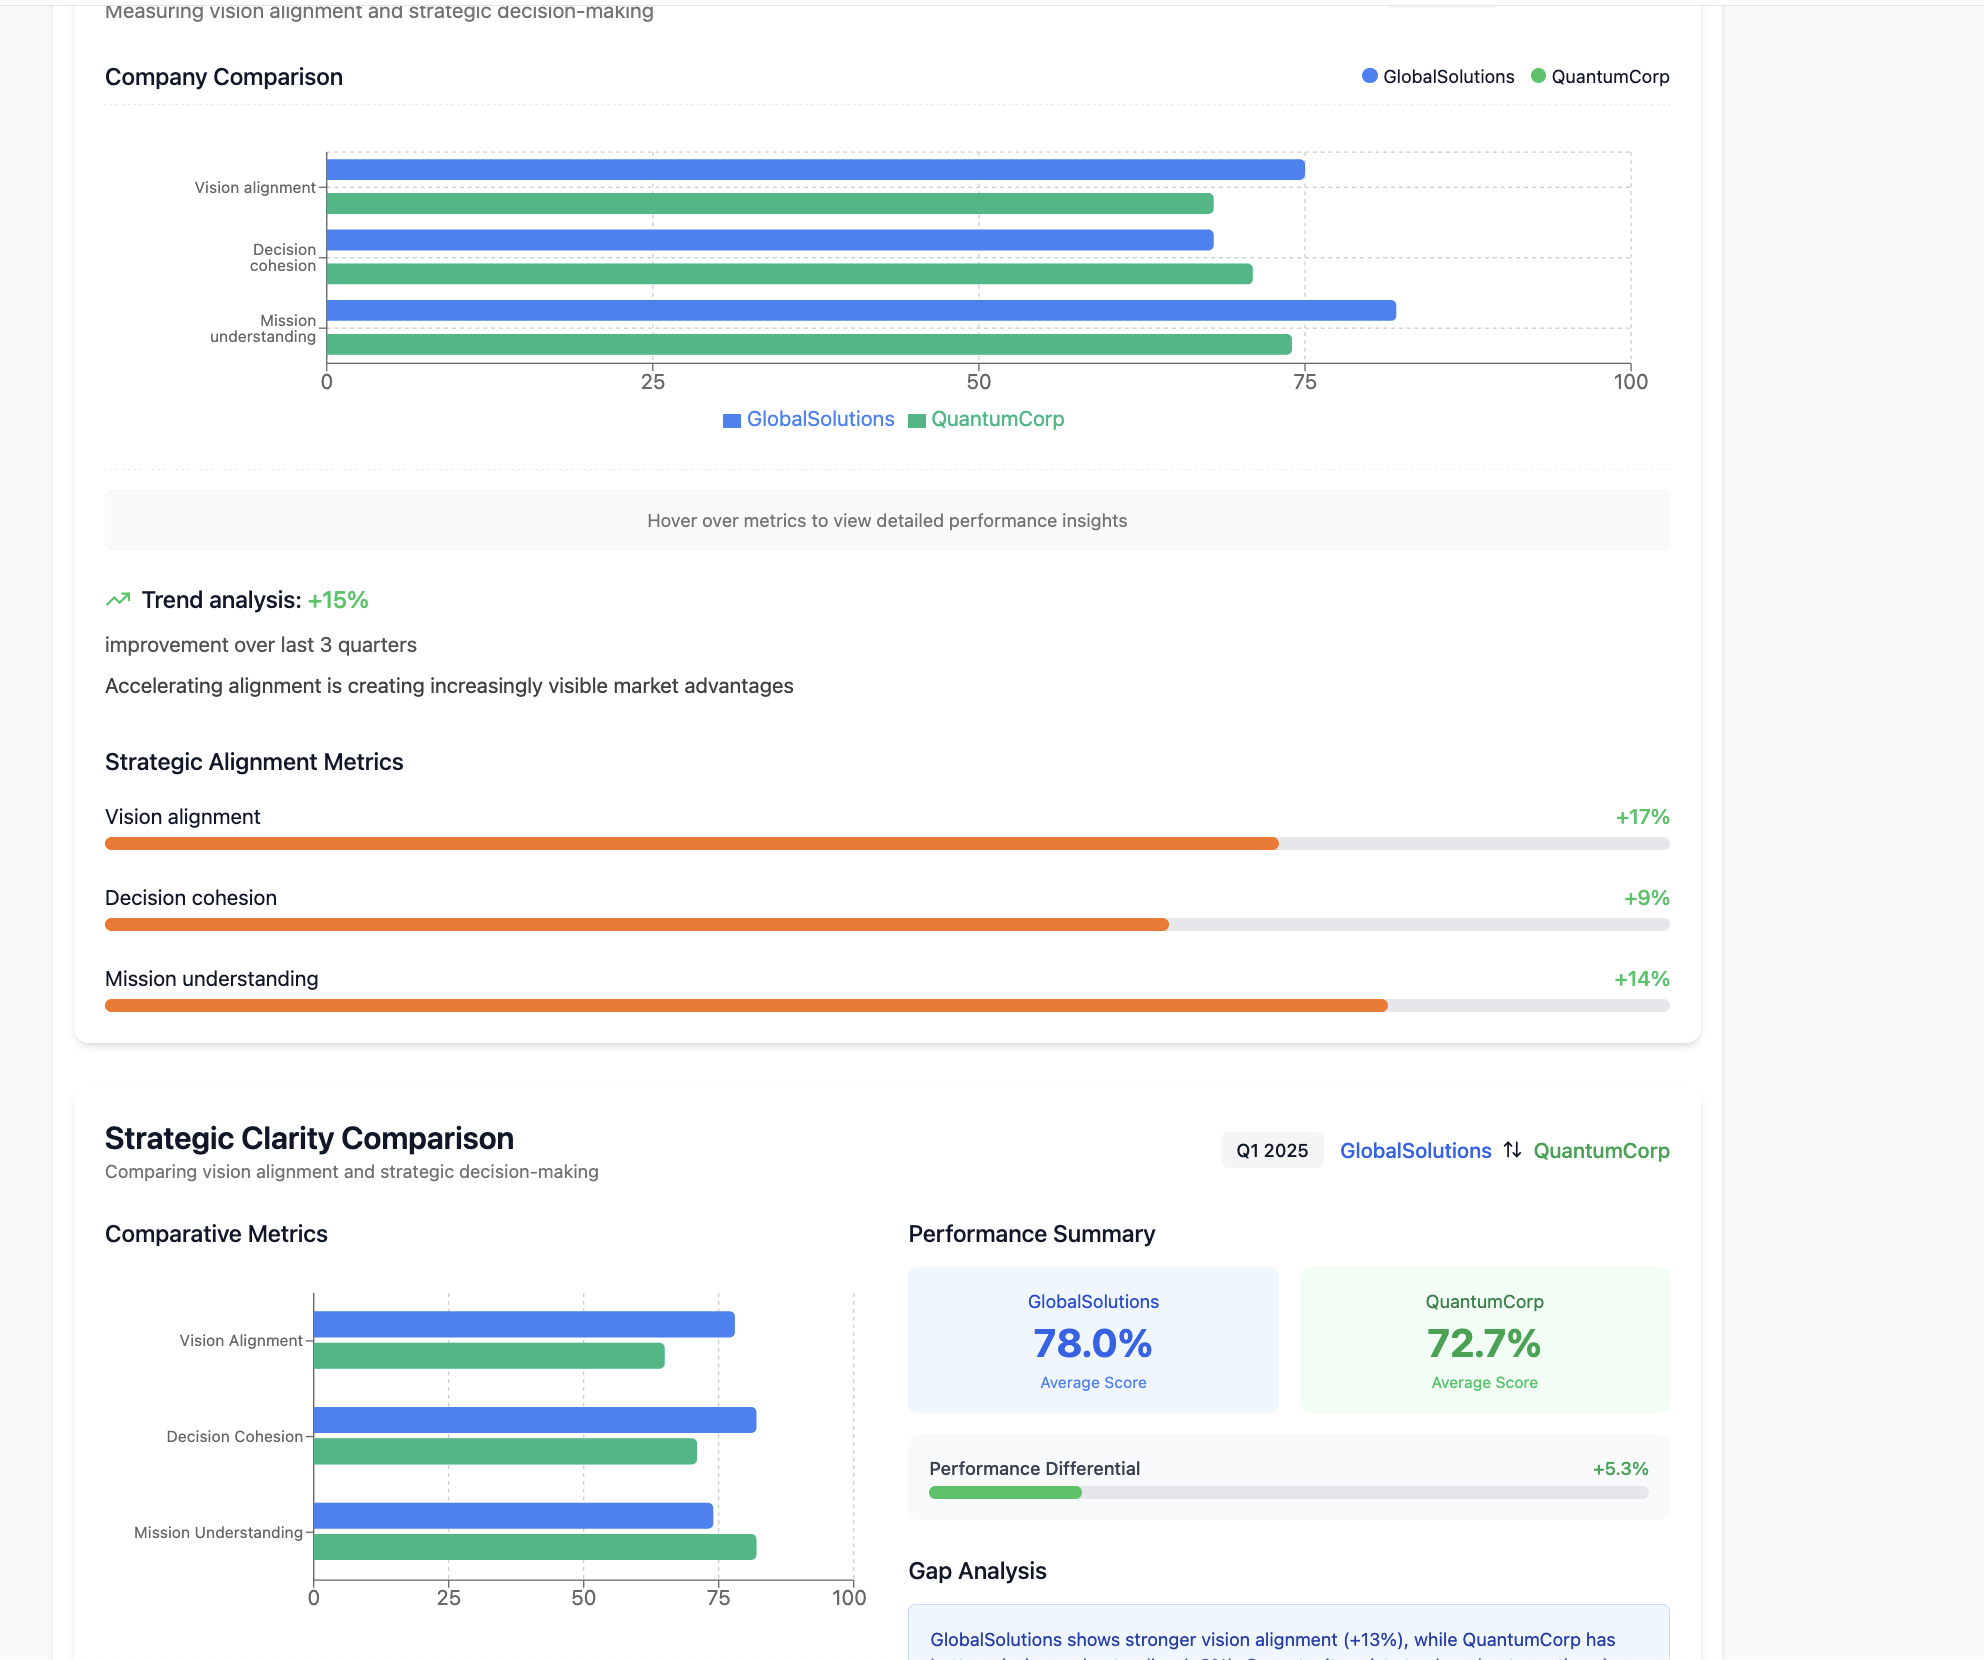 Measuring vision alignment and strategic decision-making
Company Comparison
GlobalSolutions QuantumCorp
Vision alignment
Decision
cohesion
Mission
understanding
0 25 50 75 100
GlobalSolutions QuantumCorp
Hover over metrics to view detailed performance insights
Trend analysis: +15%
improvement over last 3 quarters
Accelerating alignment is creating increasingly visible market advantages
Strategic Alignment Metrics
Vision alignment +17%
Decision cohesion +9%
Mission understanding +14%
Strategic Clarity Comparison
Comparing vision alignment and strategic decision-making
Q1 2025 GlobalSolutions QuantumCorp
Comparative Metrics
Vision Alignment
Decision Cohesion
Mission Understanding
0 25 50 75 100
Performance Summary
GlobalSolutions
78.0%
Average Score
QuantumCorp
72.7%
Average Score
Performance Differential +5.3%
Gap Analysis
GlobalSolutions shows stronger vision alignment (+13%), while QuantumCorp has